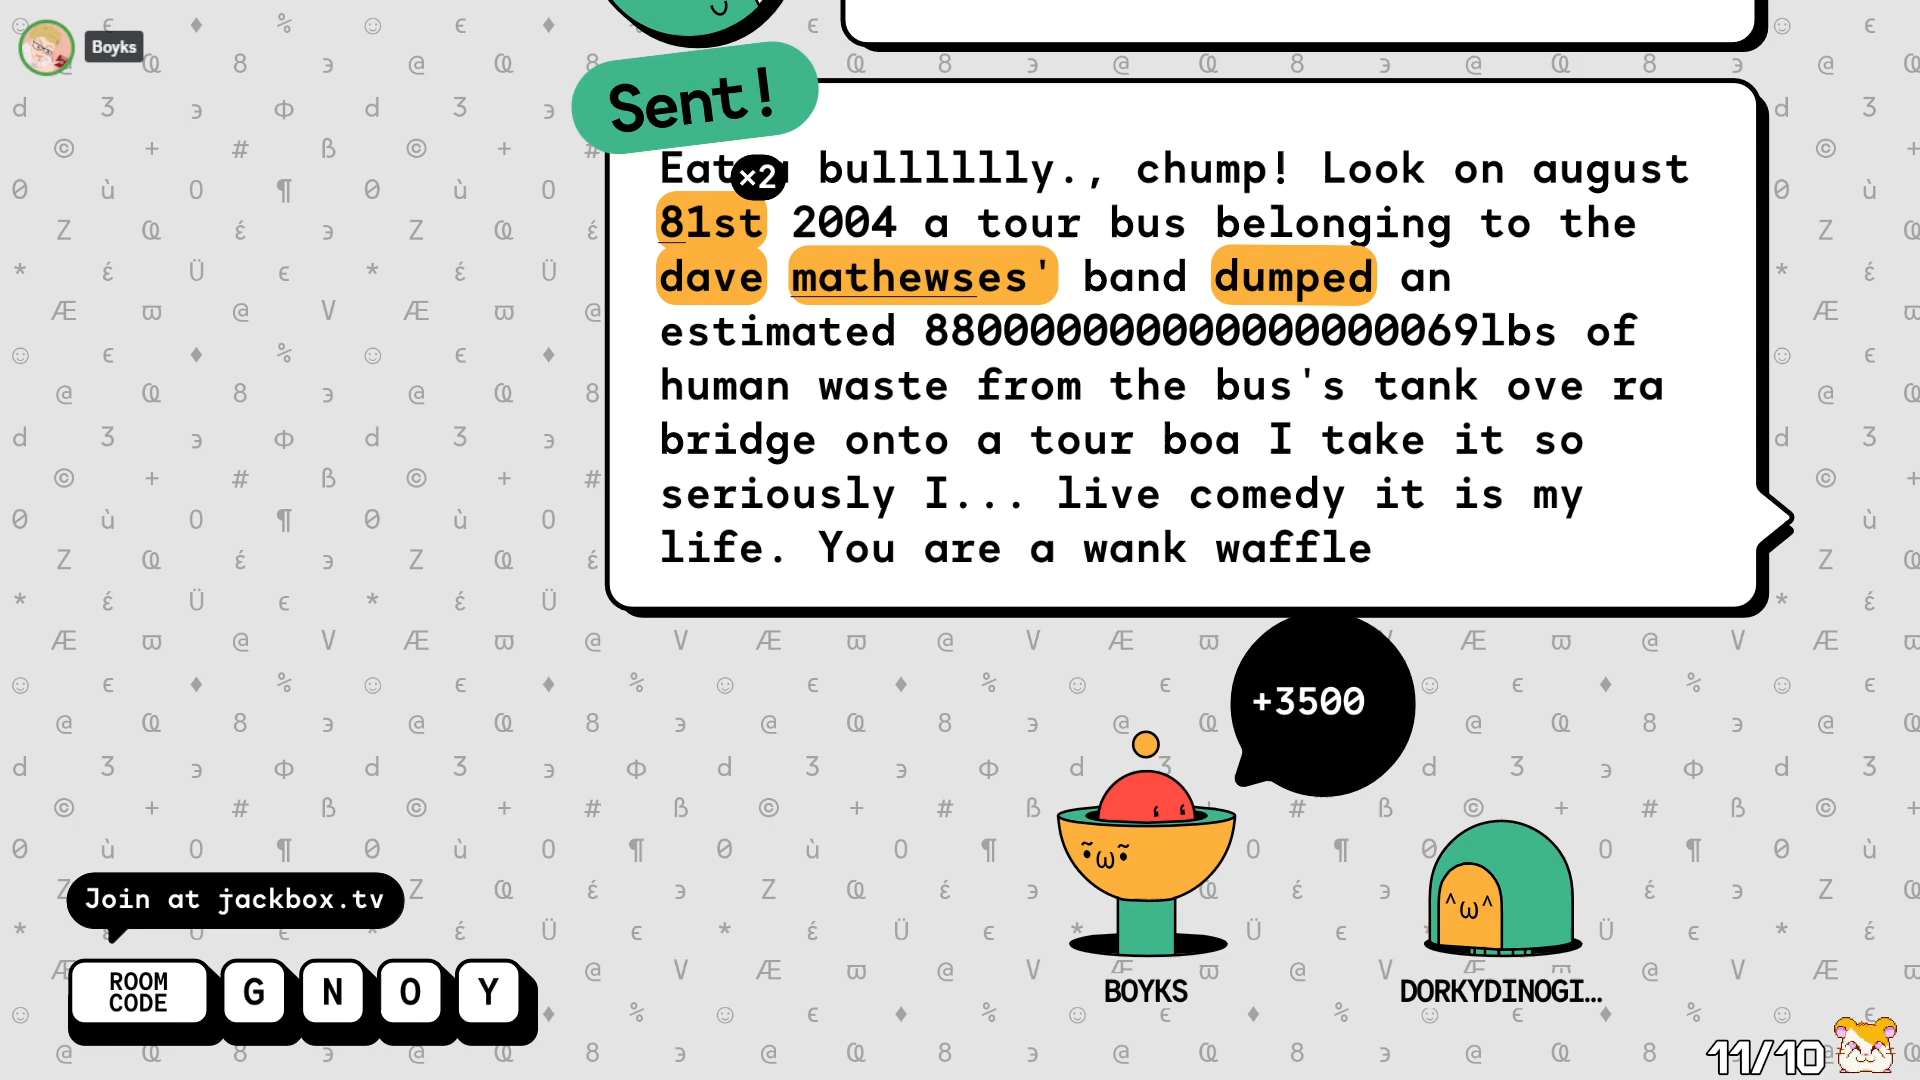 Boyks
Sent!
Eat a bulllllly., chump! Look on august
×2
81st 2004 a tour bus belonging to the
dave mathewses' band dumped an
estimated 880000000000000000069lbs of
human waste from the bus's tank ove ra
bridge onto a tour boa I take it so
seriously I... live comedy it is my
life. You are a wank waffle
+3500
Join at jackbox.tv
ROOM CODE
G N O Y
BOYKS
DORKYDINOGI...
11/10